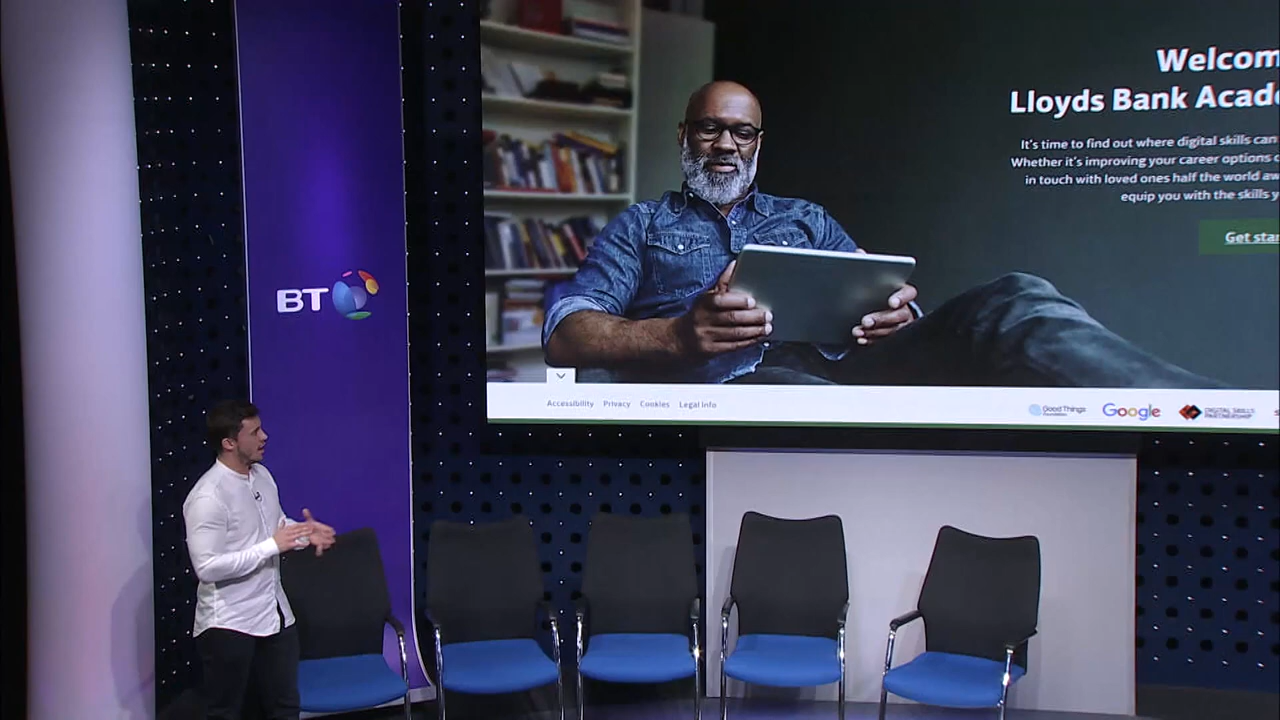 BT
Welcom
Lloyds Bank Acad
It's time to find out where digital skills can
Whether it's improving your career options
in touch with loved ones half the world aw
equip you with the skills y
Get star
Accessibility Privacy Cookies Legal info
Good Things
Foundation
Google
DIGITAL SKILLS
PARTNERSHIP